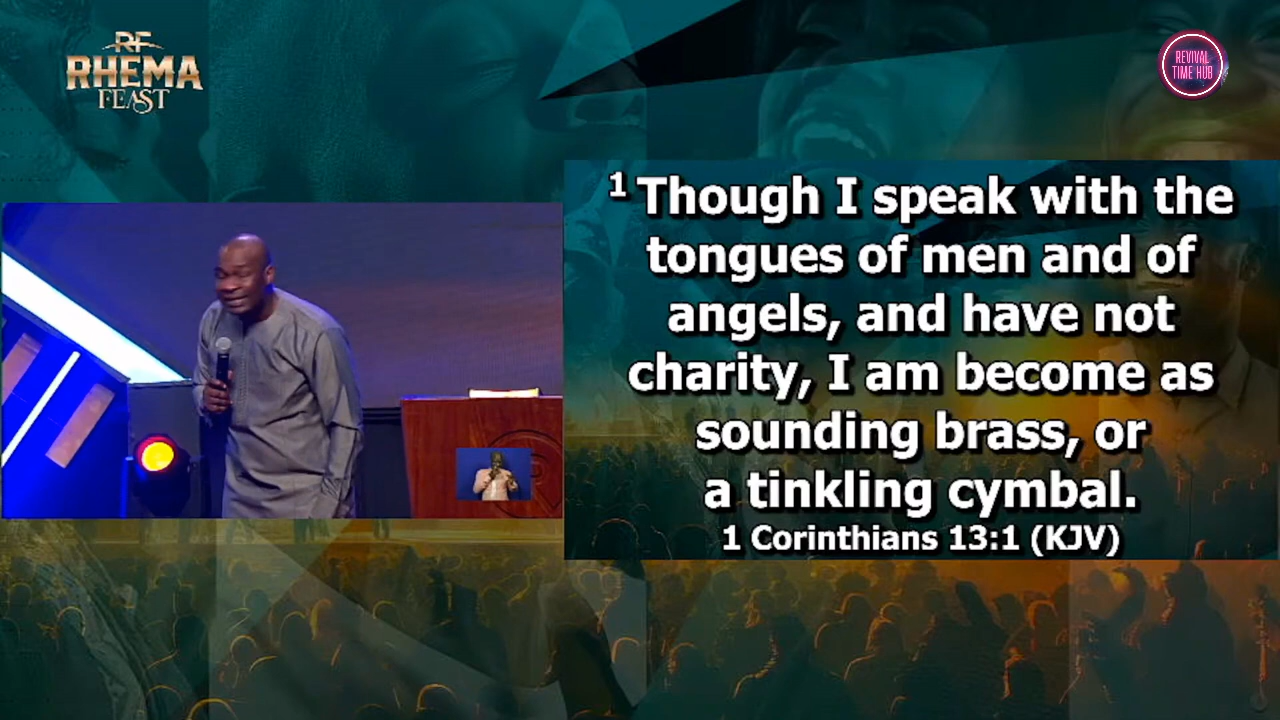 RF
RHEMA
FEAST
REVIVAL
TIME HUB
1 Though I speak with the
tongues of men and of
angels, and have not
charity, I am become as
sounding brass, or
a tinkling cymbal.
1 Corinthians 13:1 (KJV)